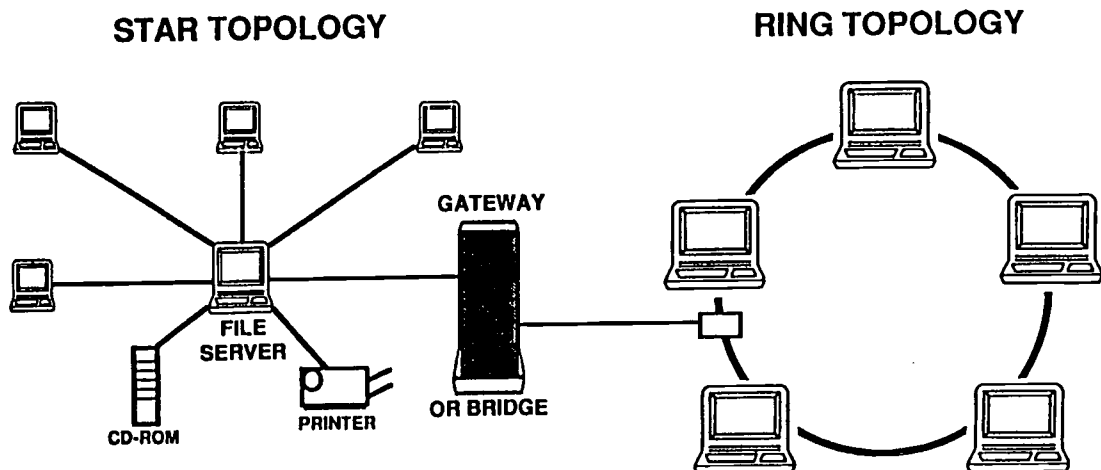 STAR TOPOLOGY
RING TOPOLOGY
GATEWAY
FILE
SERVER
OR BRIDGE
PRINTER
CD-ROM